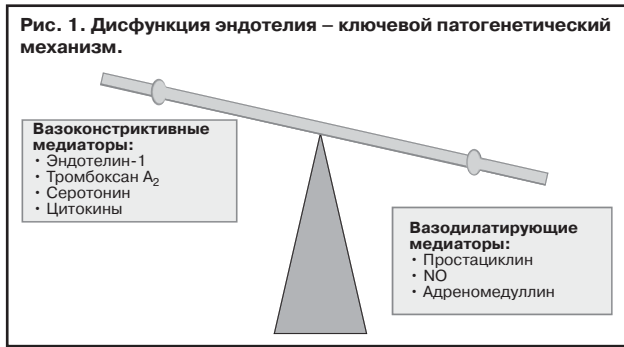 Рис. 1. Дисфункция эндотелия – ключевой патогенетический
механизм.
Вазоконстриктивные
медиаторы:
· Эндотелин-1
· Тромбоксан А₂
· Серотонин
· Цитокины
Вазодилатирующие
медиаторы:
· Простациклин
· NO
· Адреномедуллин